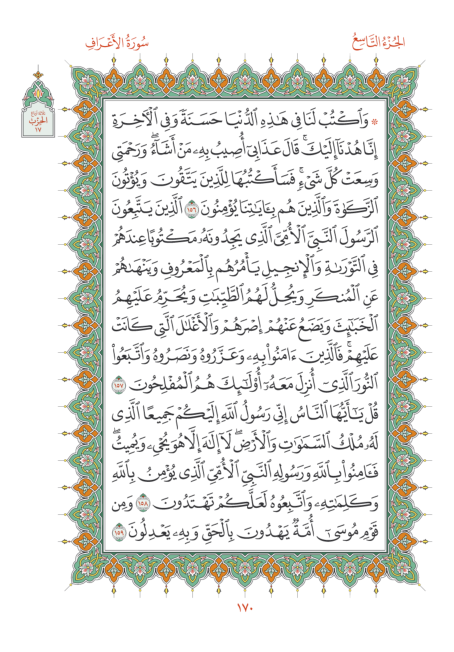 سُورَةُ الأَعْرَافِ
الجُزْءُ التَّاسِعُ
الحِزْبُ
١٧
۞ وَٱكۡتُبۡ لَنَا فِي هَٰذِهِ ٱلدُّنۡيَا حَسَنَةٗ وَفِي ٱلۡأٓخِرَةِ
إِنَّا هُدۡنَآ إِلَيۡكَۚ قَالَ عَذَابِيٓ أُصِيبُ بِهِۦ مَنۡ أَشَآءُۖ وَرَحۡمَتِي
وَسِعَتۡ كُلَّ شَيۡءٖۚ فَسَأَكۡتُبُهَا لِلَّذِينَ يَتَّقُونَ وَيُؤۡتُونَ
ٱلزَّكَوٰةَ وَٱلَّذِينَ هُم بِـَٔايَٰتِنَا يُؤۡمِنُونَ ١٥٦ ٱلَّذِينَ يَتَّبِعُونَ
ٱلرَّسُولَ ٱلنَّبِيَّ ٱلۡأُمِّيَّ ٱلَّذِي يَجِدُونَهُۥ مَكۡتُوبًا عِندَهُمۡ
فِي ٱلتَّوۡرَىٰةِ وَٱلۡإِنجِيلِ يَأۡمُرُهُم بِٱلۡمَعۡرُوفِ وَيَنۡهَىٰهُمۡ
عَنِ ٱلۡمُنكَرِ وَيُحِلُّ لَهُمُ ٱلطَّيِّبَٰتِ وَيُحَرِّمُ عَلَيۡهِمُ
ٱلۡخَبَٰٓئِثَ وَيَضَعُ عَنۡهُمۡ إِصۡرَهُمۡ وَٱلۡأَغۡلَٰلَ ٱلَّتِي كَانَتۡ
عَلَيۡهِمۡۚ فَٱلَّذِينَ ءَامَنُواْ بِهِۦ وَعَزَّرُوهُ وَنَصَرُوهُ وَٱتَّبَعُواْ
ٱلنُّورَ ٱلَّذِيٓ أُنزِلَ مَعَهُۥٓ أُوْلَٰٓئِكَ هُمُ ٱلۡمُفۡلِحُونَ ١٥٧
قُلۡ يَٰٓأَيُّهَا ٱلنَّاسُ إِنِّي رَسُولُ ٱللَّهِ إِلَيۡكُمۡ جَمِيعًا ٱلَّذِي
لَهُۥ مُلۡكُ ٱلسَّمَٰوَٰتِ وَٱلۡأَرۡضِۖ لَآ إِلَٰهَ إِلَّا هُوَ يُحۡيِۦ وَيُمِيتُۖ
فَـَٔامِنُواْ بِٱللَّهِ وَرَسُولِهِ ٱلنَّبِيِّ ٱلۡأُمِّيِّ ٱلَّذِي يُؤۡمِنُ بِٱللَّهِ
وَكَلِمَٰتِهِۦ وَٱتَّبِعُوهُ لَعَلَّكُمۡ تَهۡتَدُونَ ١٥٨ وَمِن
قَوۡمِ مُوسَىٰٓ أُمَّةٞ يَهۡدُونَ بِٱلۡحَقِّ وَبِهِۦ يَعۡدِلُونَ ١٥٩
١٧٠